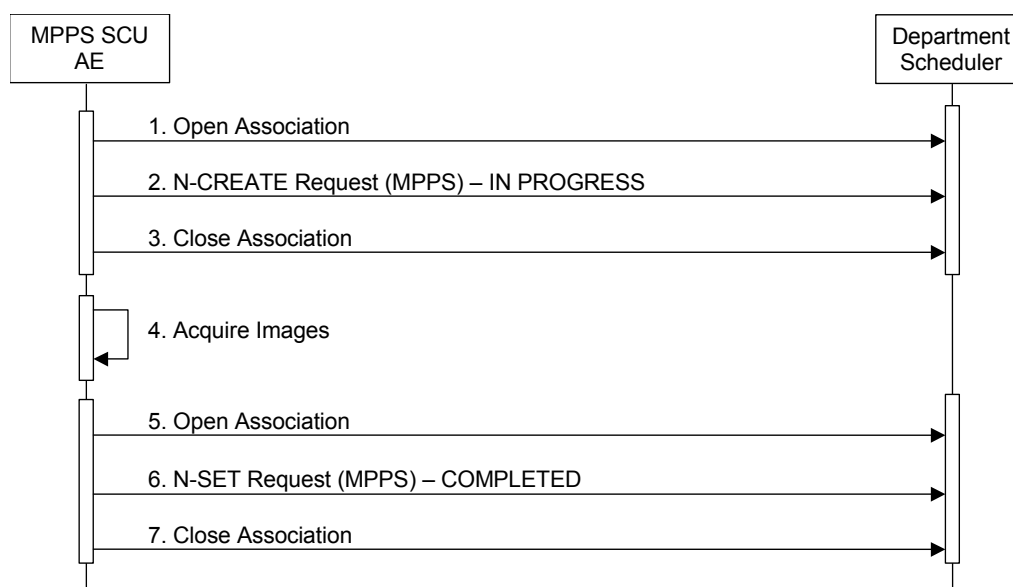 MPPS SCU
AE
Department
Scheduler
1. Open Association
2. N-CREATE Request (MPPS) – IN PROGRESS
3. Close Association
4. Acquire Images
5. Open Association
6. N-SET Request (MPPS) – COMPLETED
7. Close Association